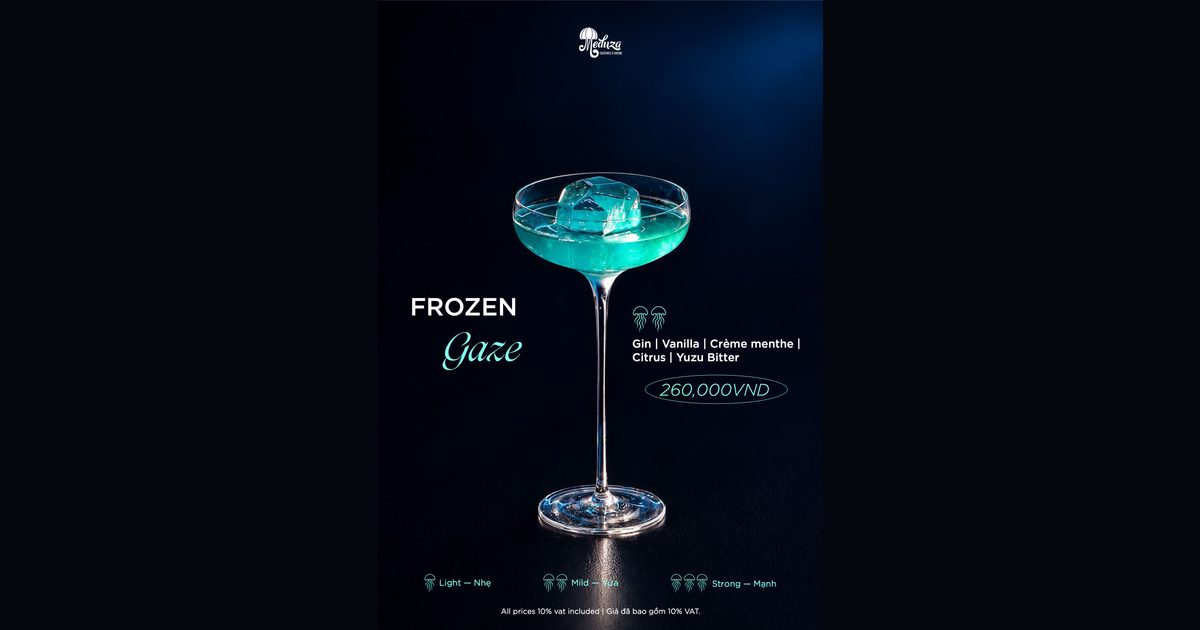 Meduza
FROZEN
Gaze
Gin | Vanilla | Crème menthe |
Citrus | Yuzu Bitter
260,000VND
Light — Nhẹ
Mild — Vừa
Strong — Mạnh
All prices 10% vat included | Giá đã bao gồm 10% VAT.